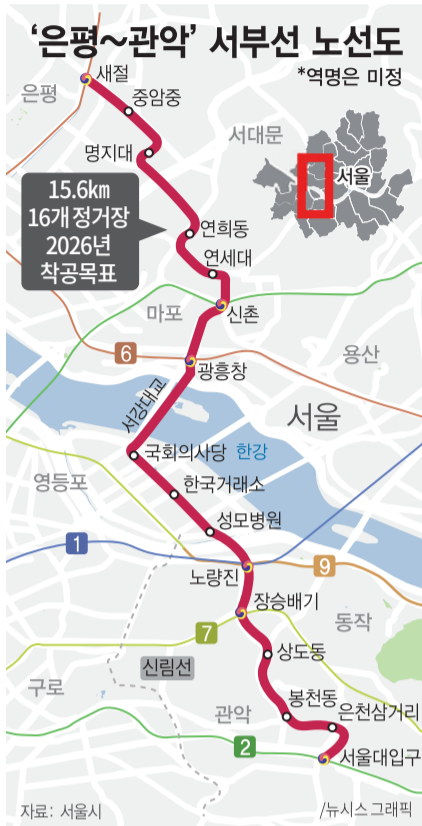 ‘은평~관악’ 서부선 노선도
*역명은 미정
새절
은평
중암중
서대문
명지대
서울
15.6㎞
16개 정거장
2026년
착공목표
연희동
연세대
신촌
마포
6
광흥창
용산
서강대교
서울
국회의사당
한강
영등포
한국거래소
성모병원
1
노량진
9
장승배기
7
동작
상도동
신림선
구로
관악
봉천동
은천삼거리
2
서울대입구
자료: 서울시
/뉴시스그래픽